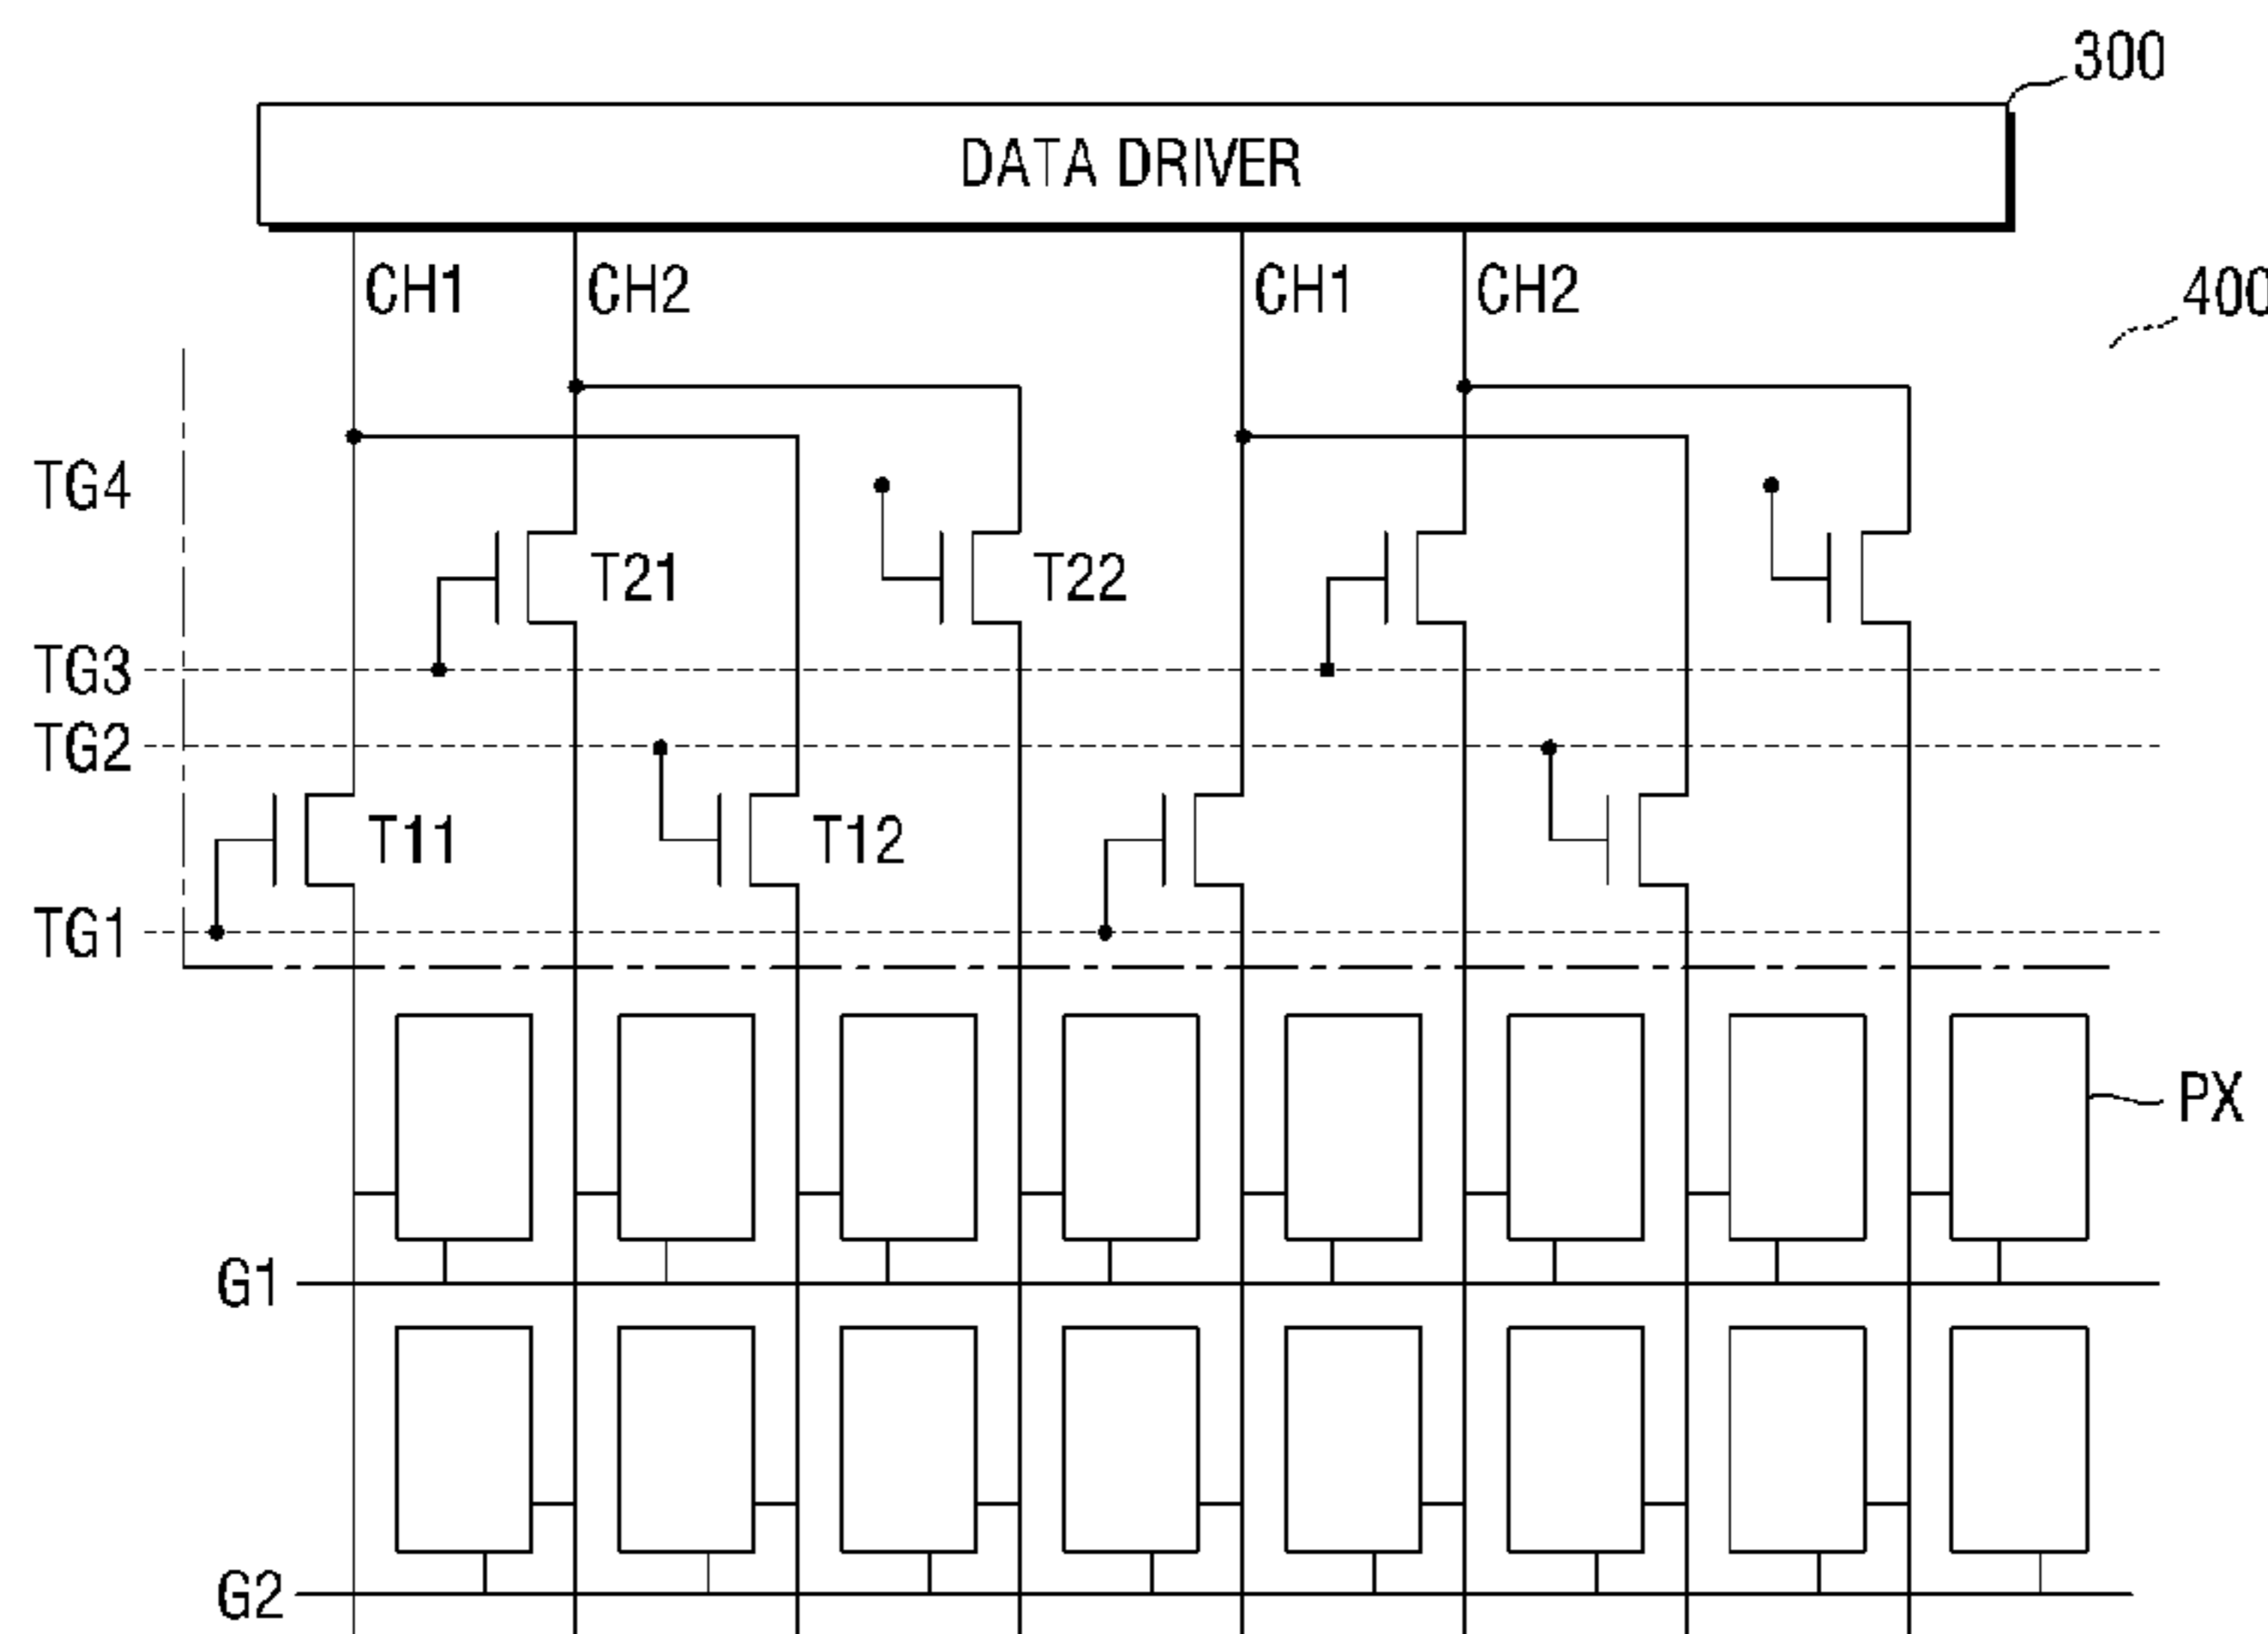 300
DATA DRIVER
CH1 CH2 CH1 CH2
400
TG4
T21 T22
TG3
TG2
T11 T12
TG1
PX
G1
G2